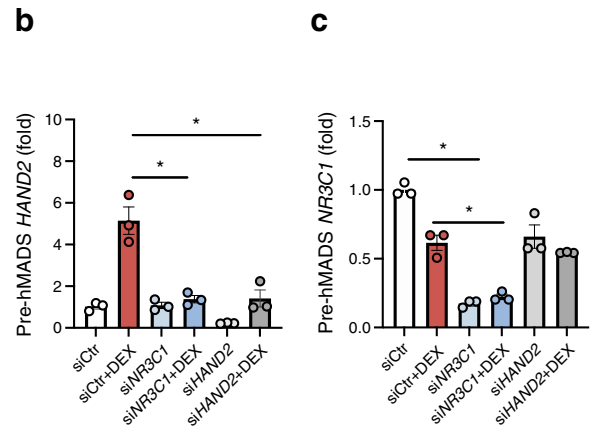 b
Pre-hMADS HAND2 (fold)
10
8
6
4
2
0
*
*
siCtr
siCtr+DEX
siNR3C1
siNR3C1+DEX
siHAND2
siHAND2+DEX
c
Pre-hMADS NR3C1 (fold)
1.5
1.0
0.5
0.0
*
*
siCtr
siCtr+DEX
siNR3C1
siNR3C1+DEX
siHAND2
siHAND2+DEX